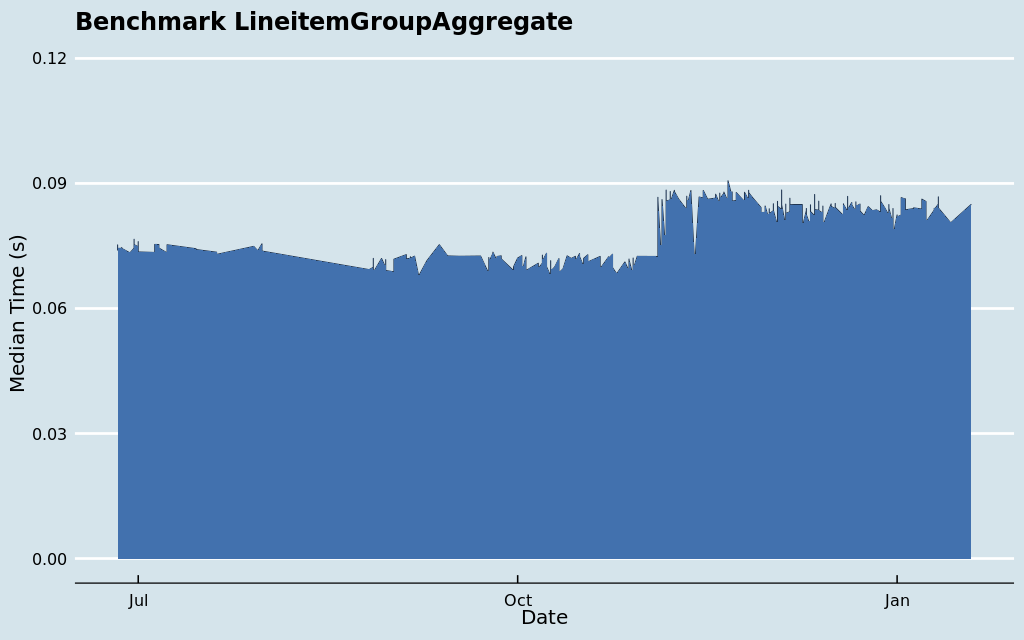 Benchmark LineitemGroupAggregate
0.12
0.09
0.06
0.03
0.00
Median Time (s)
Jul
Oct
Jan
Date